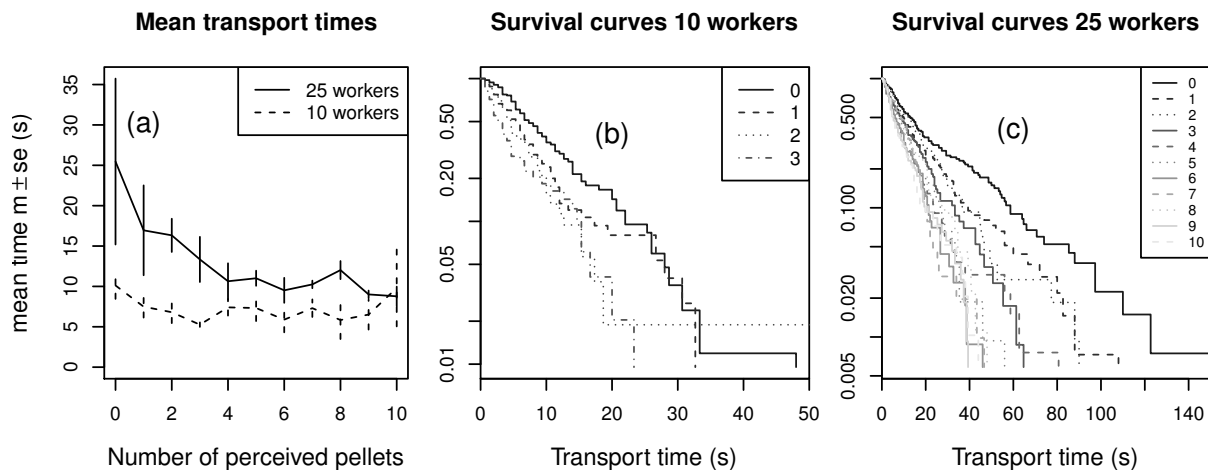 Mean transport times
Survival curves 10 workers
Survival curves 25 workers
mean time m ± se (s)
35
30
25
20
15
10
5
0
(a)
25 workers
10 workers
0 2 4 6 8 10
Number of perceived pellets
0.50
0.20
0.05
0.01
(b)
0
1
2
3
0 10 20 30 40 50
Transport time (s)
0.500
0.100
0.020
0.005
(c)
0
1
2
3
4
5
6
7
8
9
10
0 20 40 60 80 100 140
Transport time (s)